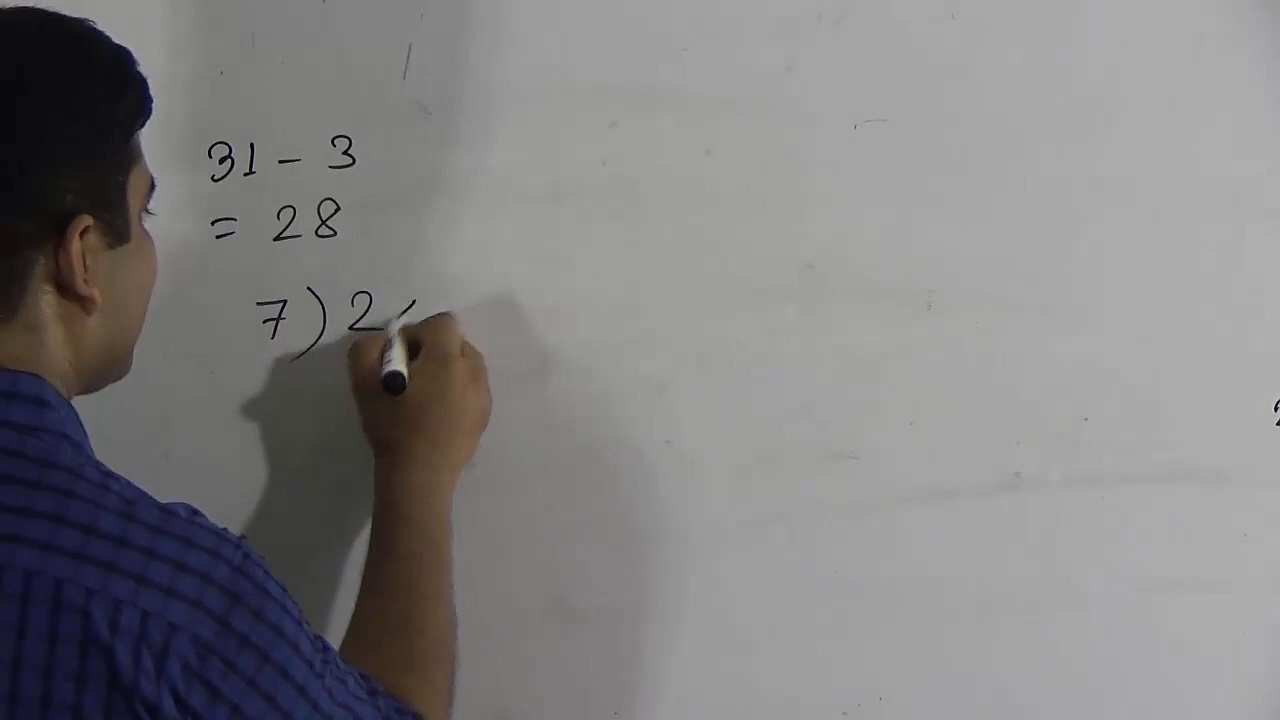 31 - 3
= 28
7 ) 2